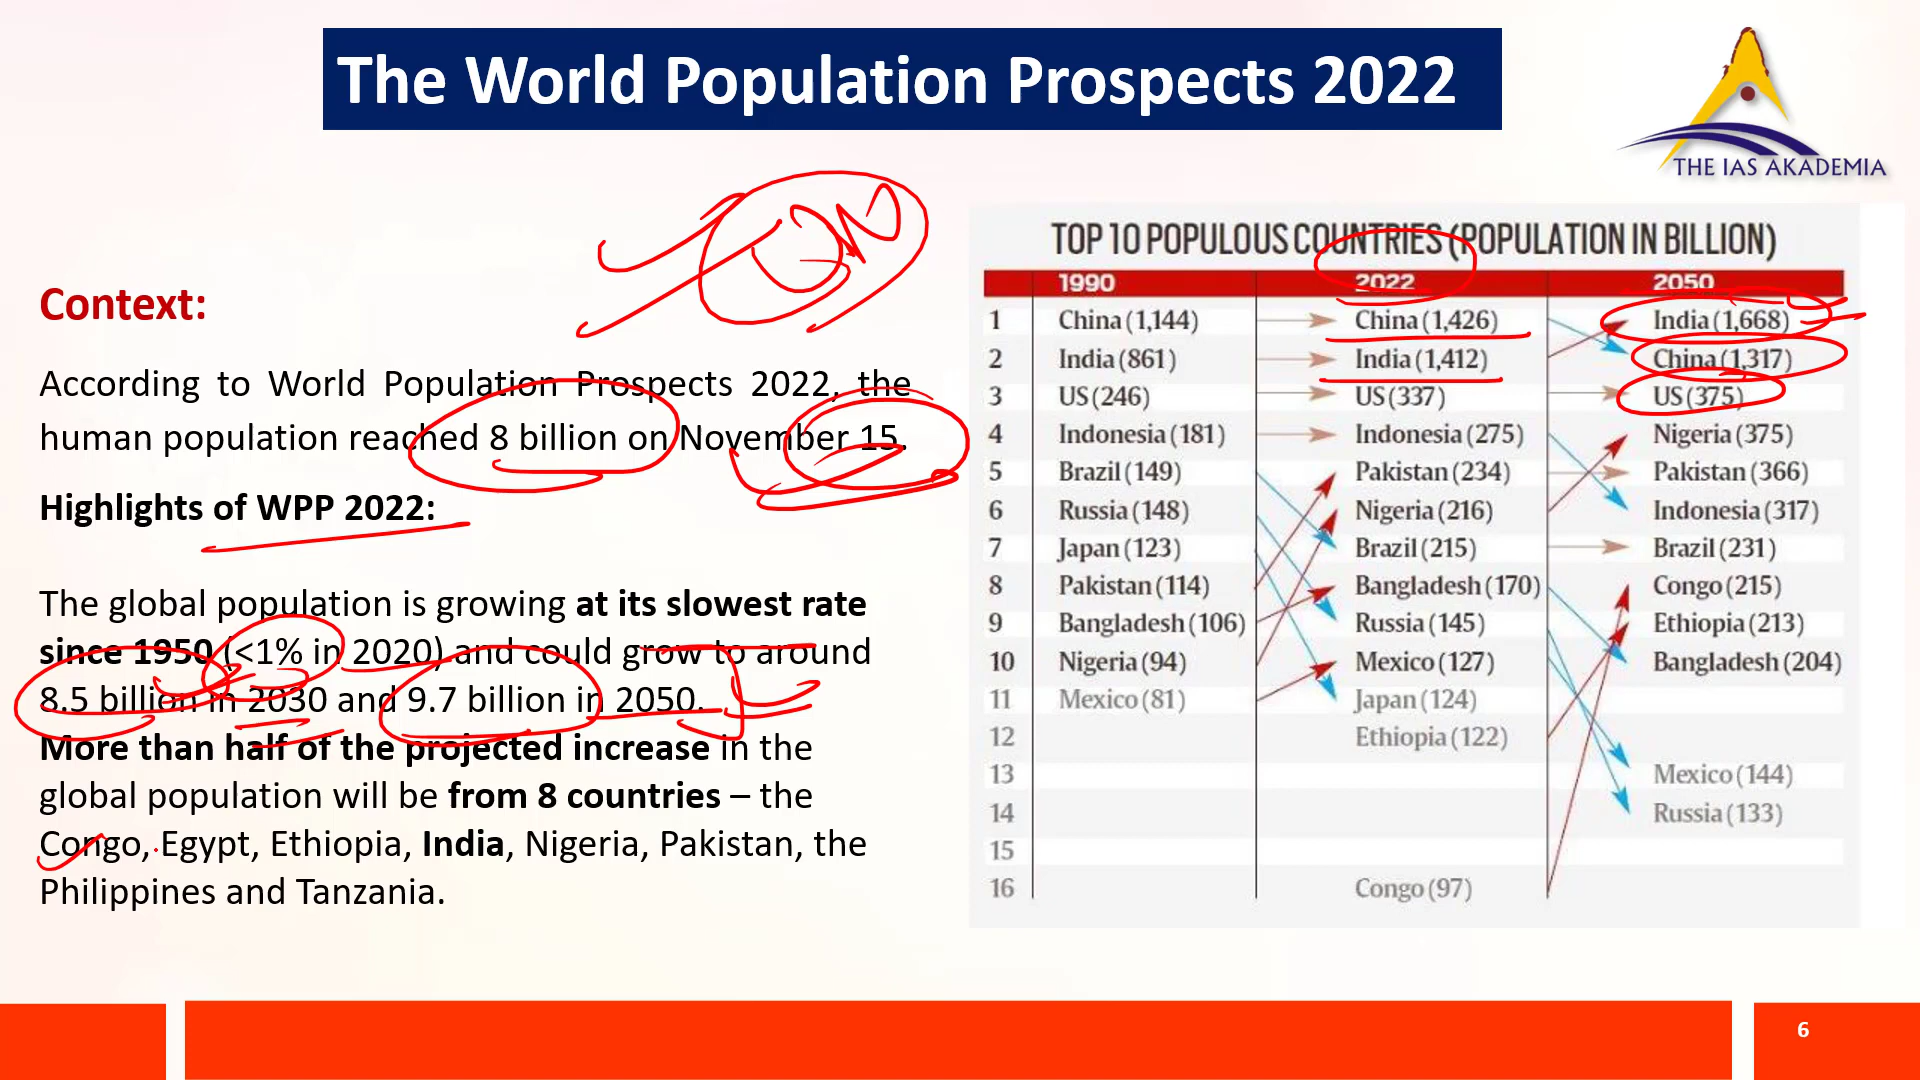 The World Population Prospects 2022
THE IAS AKADEMIA
Context:
According to World Population Prospects 2022, the
human population reached 8 billion on November 15.
Highlights of WPP 2022:
The global population is growing at its slowest rate
since 1950 (<1% in 2020) and could grow to around
8.5 billion in 2030 and 9.7 billion in 2050.
More than half of the projected increase in the
global population will be from 8 countries – the
Congo, Egypt, Ethiopia, India, Nigeria, Pakistan, the
Philippines and Tanzania.
TOP 10 POPULOUS COUNTRIES (POPULATION IN BILLION)
1990 2022 2050
1 China (1,144) China (1,426) India (1,668)
2 India (861) India (1,412) China (1,317)
3 US (246) US (337) US (375)
4 Indonesia (181) Indonesia (275) Nigeria (375)
5 Brazil (149) Pakistan (234) Pakistan (366)
6 Russia (148) Nigeria (216) Indonesia (317)
7 Japan (123) Brazil (215) Brazil (231)
8 Pakistan (114) Bangladesh (170) Congo (215)
9 Bangladesh (106) Russia (145) Ethiopia (213)
10 Nigeria (94) Mexico (127) Bangladesh (204)
11 Mexico (81) Japan (124)
12 Ethiopia (122)
13 Mexico (144)
14 Russia (133)
15
16 Congo (97)
6